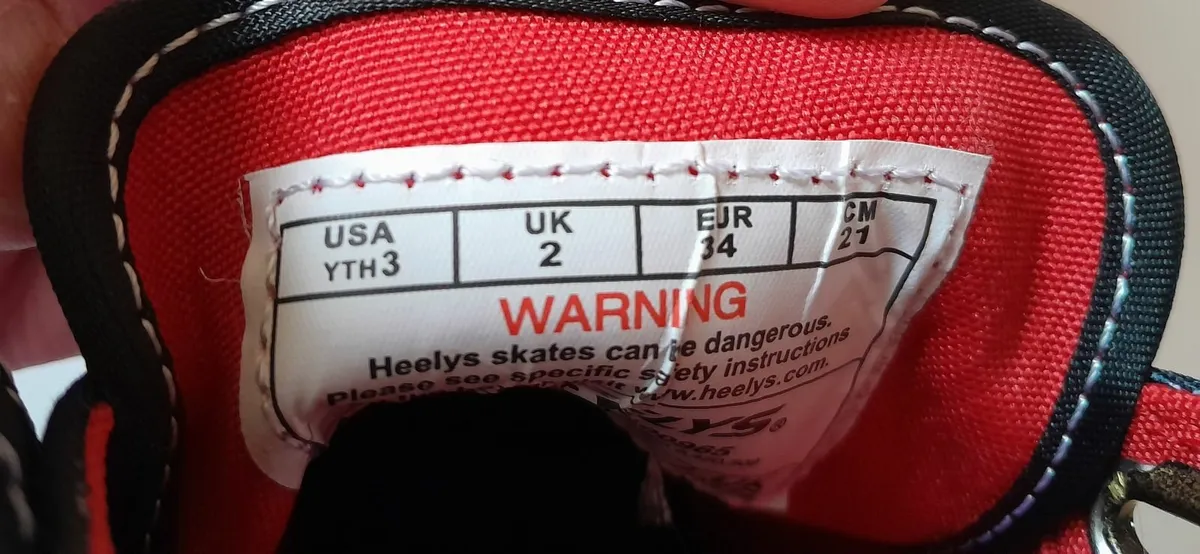 USA UK EUR CM
YTH 3 2 34 21
WARNING
Heelys skates can be dangerous.
Please see specific safety instructions
www.heelys.com.